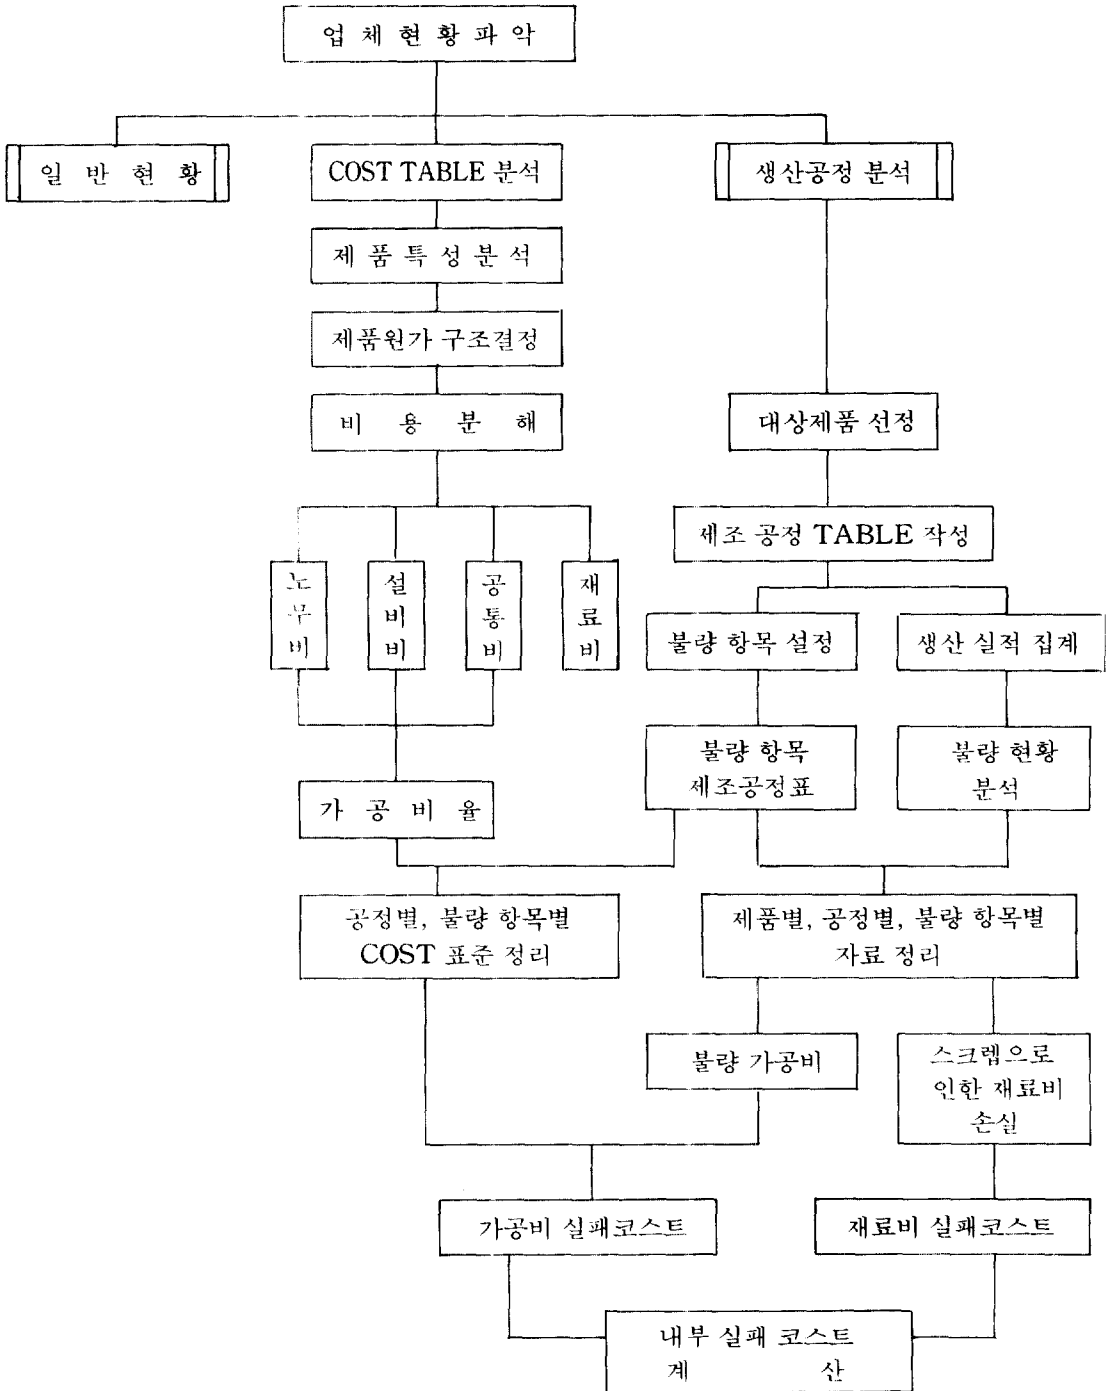 업 체 현 황 파 악
일 반 현 황
COST TABLE 분석
생산공정 분석
제 품 특 성 분 석
제품원가 구조결정
비 용 분 해
대상제품 선정
제조 공정 TABLE 작성
노무비
설비비
공통비
재료비
불량 항목 설정
생산 실적 집계
불량 항목
제조공정표
불량 현황
분석
가 공 비 율
공정별, 불량 항목별
COST 표준 정리
제품별, 공정별, 불량 항목별
자료 정리
불량 가공비
스크렙으로
인한 재료비
손실
가공비 실패코스트
재료비 실패코스트
내부 실패 코스트
계 산